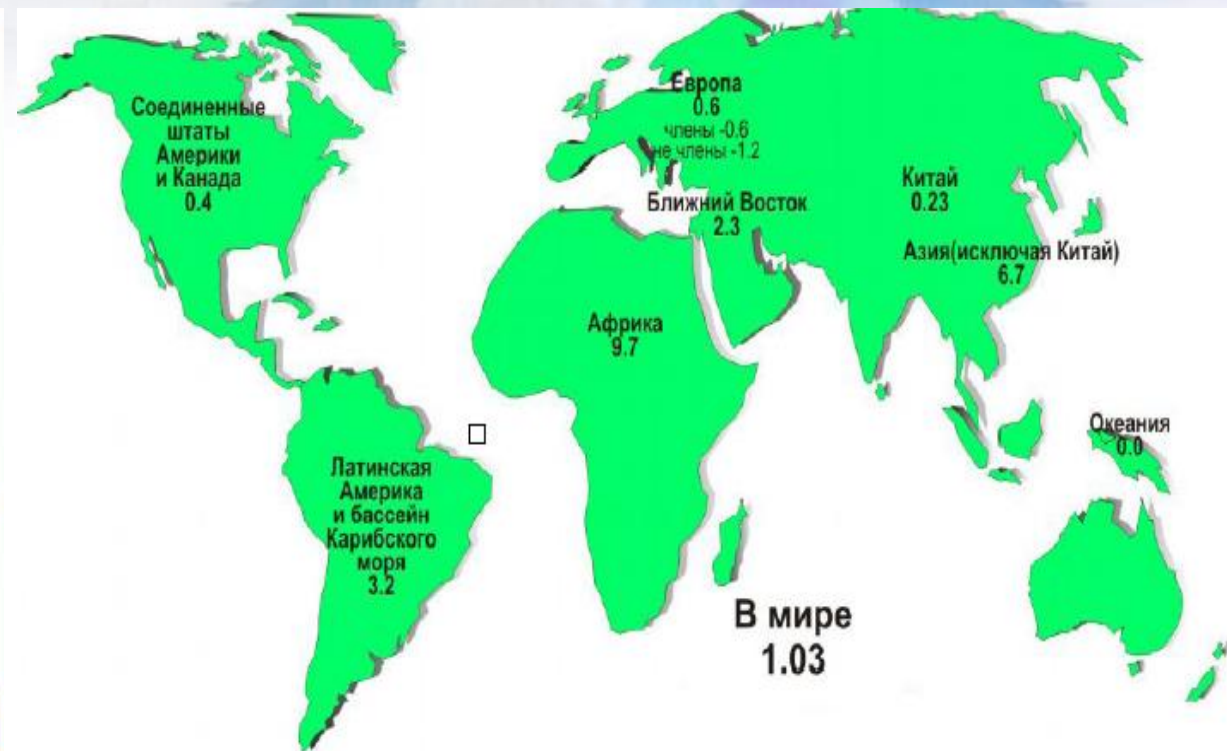 Соединенные
штаты
Америки
и Канада
0.4
Европа
0.6
члены -0.6
не члены -1.2
Ближний Восток
2.3
Китай
0.23
Азия(исключая Китай)
6.7
Африка
9.7
Океания
0.0
Латинская
Америка
и бассейн
Карибского
моря
3.2
В мире
1.03